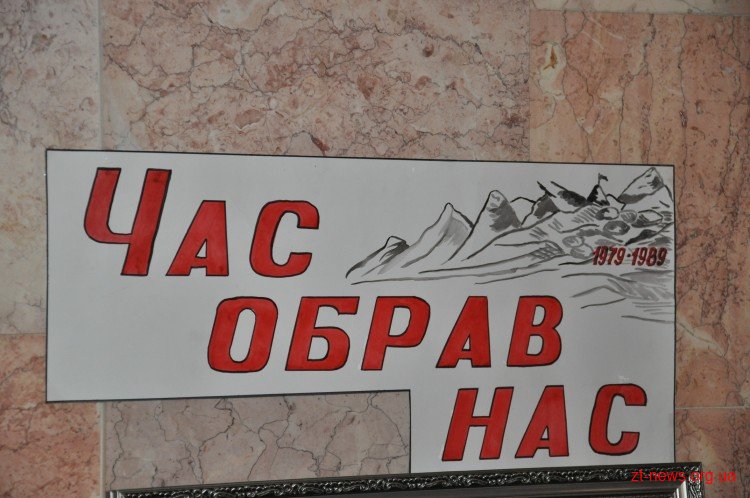 Час
1979-1989
обрав
нас
zt-news.org.ua